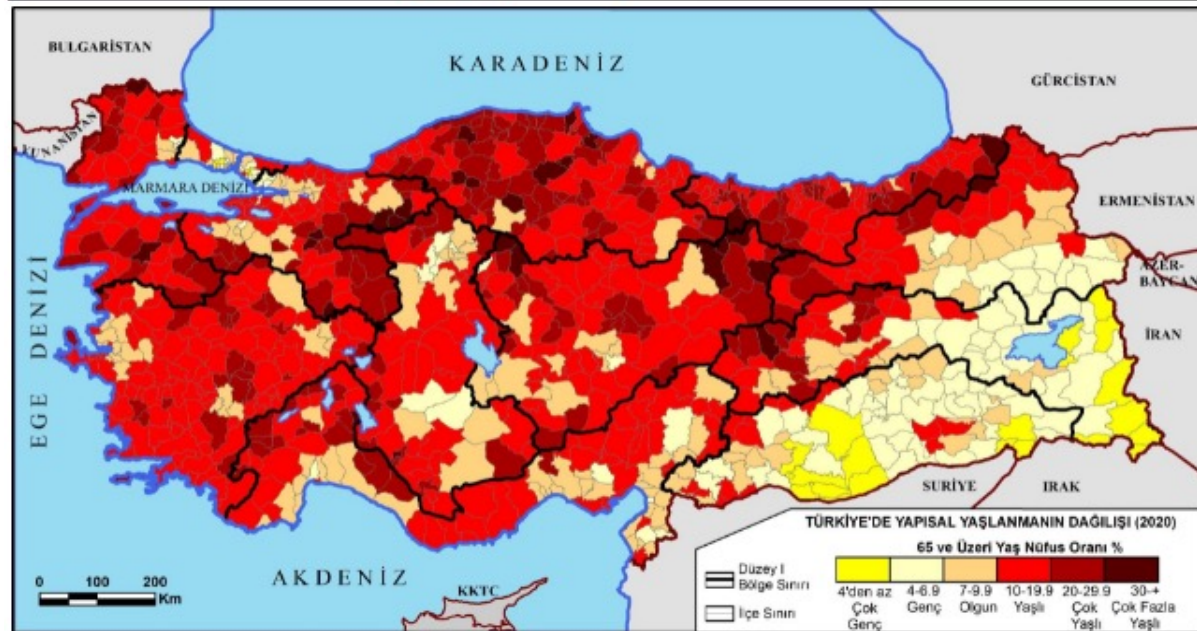 BULGARİSTAN
KARADENİZ
GÜRCİSTAN
YUNANİSTAN
MARMARA DENİZİ
ERMENİSTAN
AZER-
BAYCAN
EGE DENİZİ
İRAN
SURİYE
IRAK
AKDENİZ
KKTC
0 100 200
Km
TÜRKİYE'DE YAPISAL YAŞLANMANIN DAĞILIŞI (2020)
65 ve Üzeri Yaş Nüfus Oranı %
Düzey I
Bölge Sınırı
İlçe Sınırı
4'den az
Çok
Genç
4-6.9
Genç
7-9.9
Olgun
10-19.9
Yaşlı
20-29.9
Çok
Yaşlı
30-+
Çok Fazla
Yaşlı